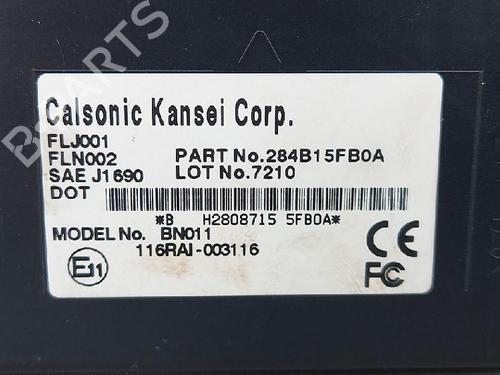 Calsonic Kansei Corp.
FLJ001
FLN002 PART No.284B15FB0A
SAE J1690 LOT No.7210
DOT
*B H2808715 5FB0A*
MODEL No. BN011
116RAI-003116
E11
CE
FC
B PARTS